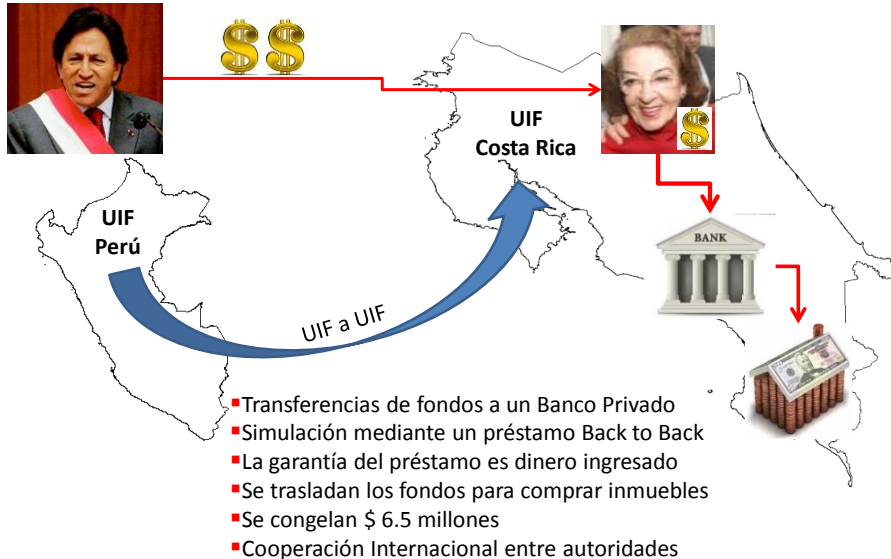 UIF
Costa Rica
UIF
Perú
BANK
UIF a UIF
Transferencias de fondos a un Banco Privado
Simulación mediante un préstamo Back to Back
La garantía del préstamo es dinero ingresado
Se trasladan los fondos para comprar inmuebles
Se congelan $ 6.5 millones
Cooperación Internacional entre autoridades